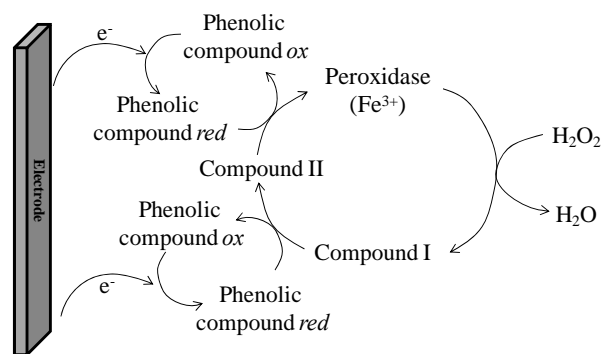 e⁻
Phenolic
compound ox
Phenolic
compound red
Peroxidase
(Fe³⁺)
H₂O₂
Compound II
Electrode
Phenolic
compound ox
H₂O
Compound I
e⁻
Phenolic
compound red